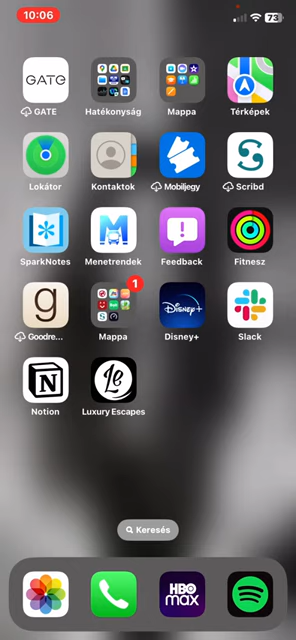 10:06
73
GATE
GATE
Hatékonyság
Mappa
Térképek
Lokátor
Kontaktok
Mobiljegy
Scribd
SparkNotes
Menetrendek
Feedback
Fitnesz
g
Goodre...
1
Mappa
Disney+
Disney+
Slack
N
Notion
Le
Luxury Escapes
Keresés
HBO
max